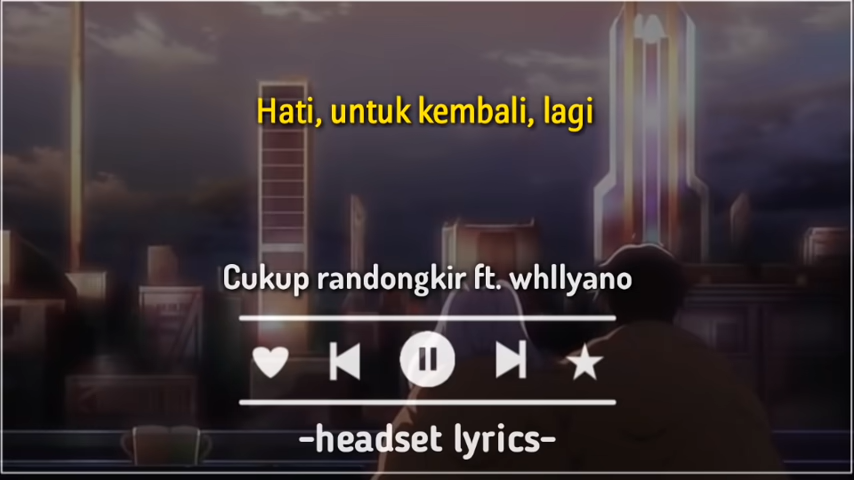 Hati, untuk kembali, lagi
Cukup randongkir ft. whllyano
-headset lyrics-